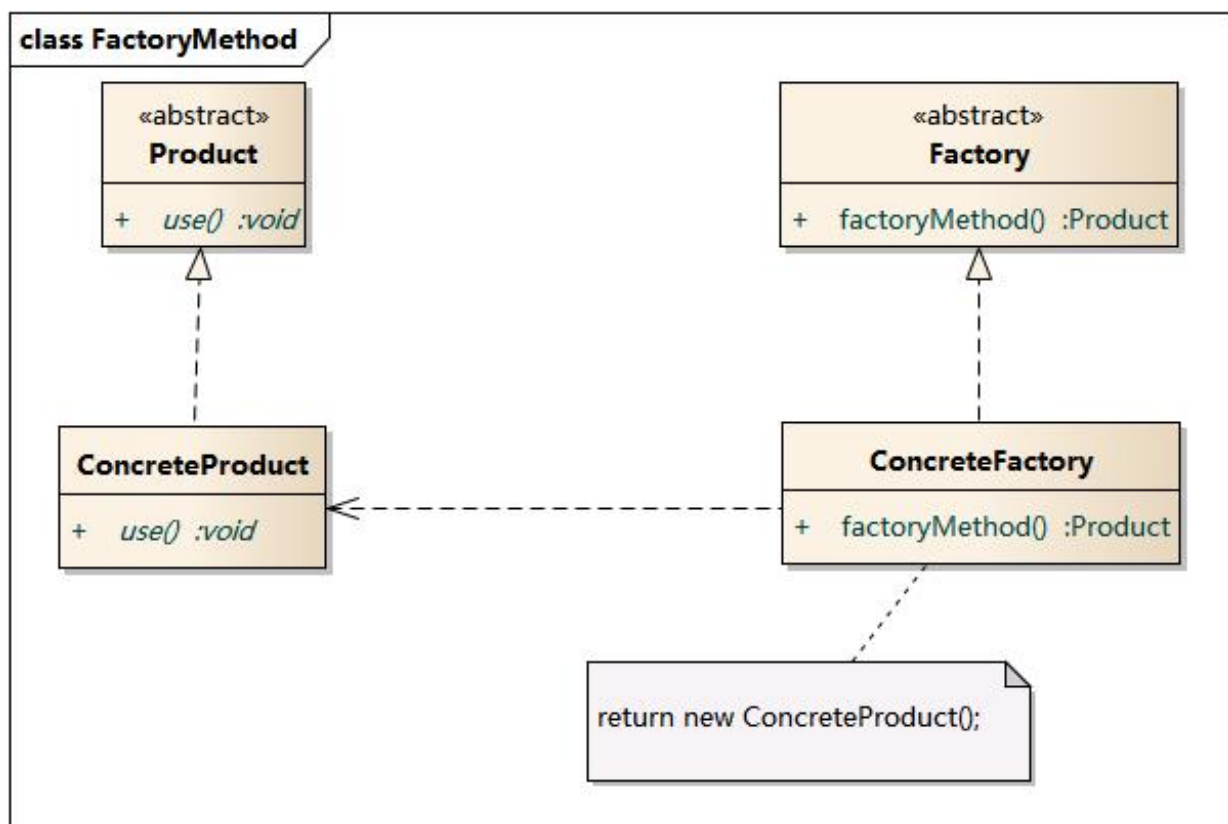 class FactoryMethod
«abstract»
Product
+ use() :void
«abstract»
Factory
+ factoryMethod() :Product
ConcreteProduct
+ use() :void
ConcreteFactory
+ factoryMethod() :Product
return new ConcreteProduct();